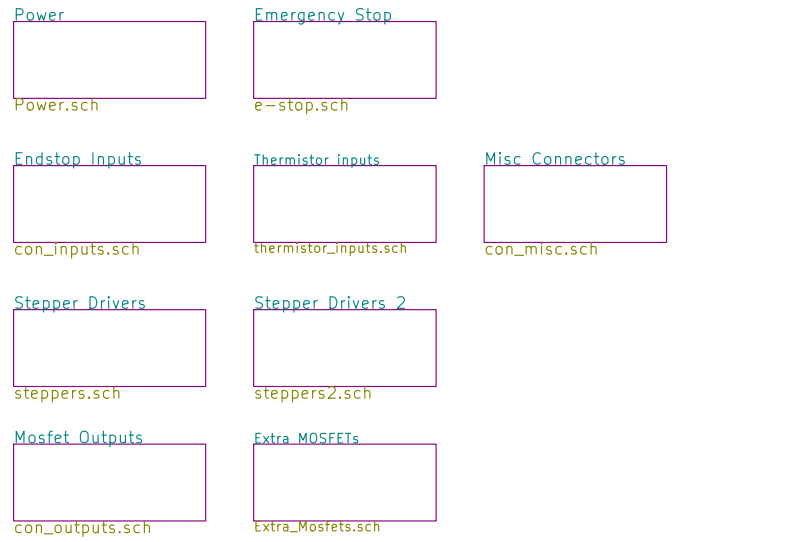 Power
Emergency Stop
Power.sch
e-stop.sch
Endstop Inputs
Thermistor inputs
Misc Connectors
con_inputs.sch
thermistor_inputs.sch
con_misc.sch
Stepper Drivers
Stepper Drivers 2
steppers.sch
steppers2.sch
Mosfet Outputs
Extra MOSFETs
con_outputs.sch
Extra_Mosfets.sch